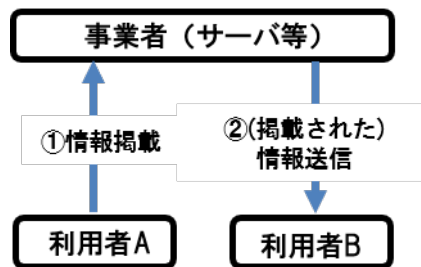 事業者（サーバ等）
①情報掲載
②(掲載された)
情報送信
利用者A
利用者B